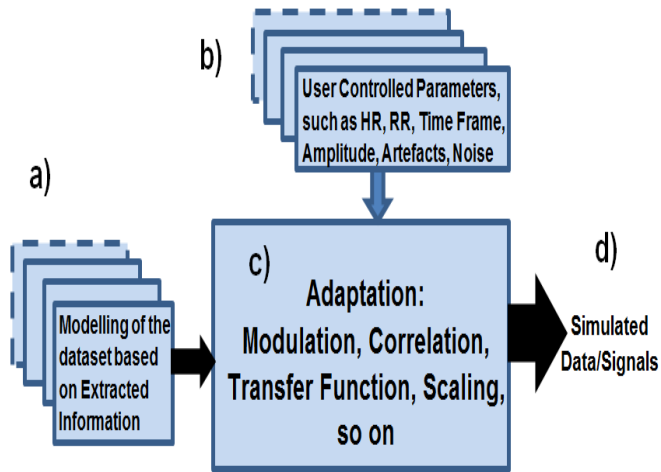 b)
User Controlled Parameters,
such as HR, RR, Time Frame,
Amplitude, Artefacts, Noise
a)
Modelling of the
dataset based
on Extracted
Information
c)
Adaptation:
Modulation, Correlation,
Transfer Function, Scaling,
so on
d)
Simulated
Data/Signals